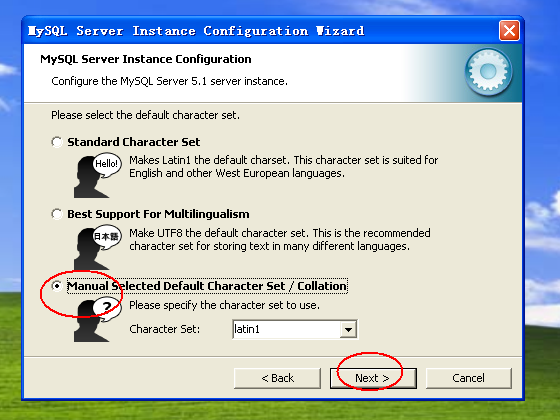 MySQL Server Instance Configuration Wizard
MySQL Server Instance Configuration
Configure the MySQL Server 5.1 server instance.
Please select the default character set.
Standard Character Set
Hello!
Makes Latin1 the default charset. This character set is suited for
English and other West European languages.
Best Support For Multilingualism
日本語
Make UTF8 the default character set. This is the recommended
character set for storing text in many different languages.
Manual Selected Default Character Set / Collation
?
Please specify the character set to use.
Character Set: latin1
< Back Next > Cancel